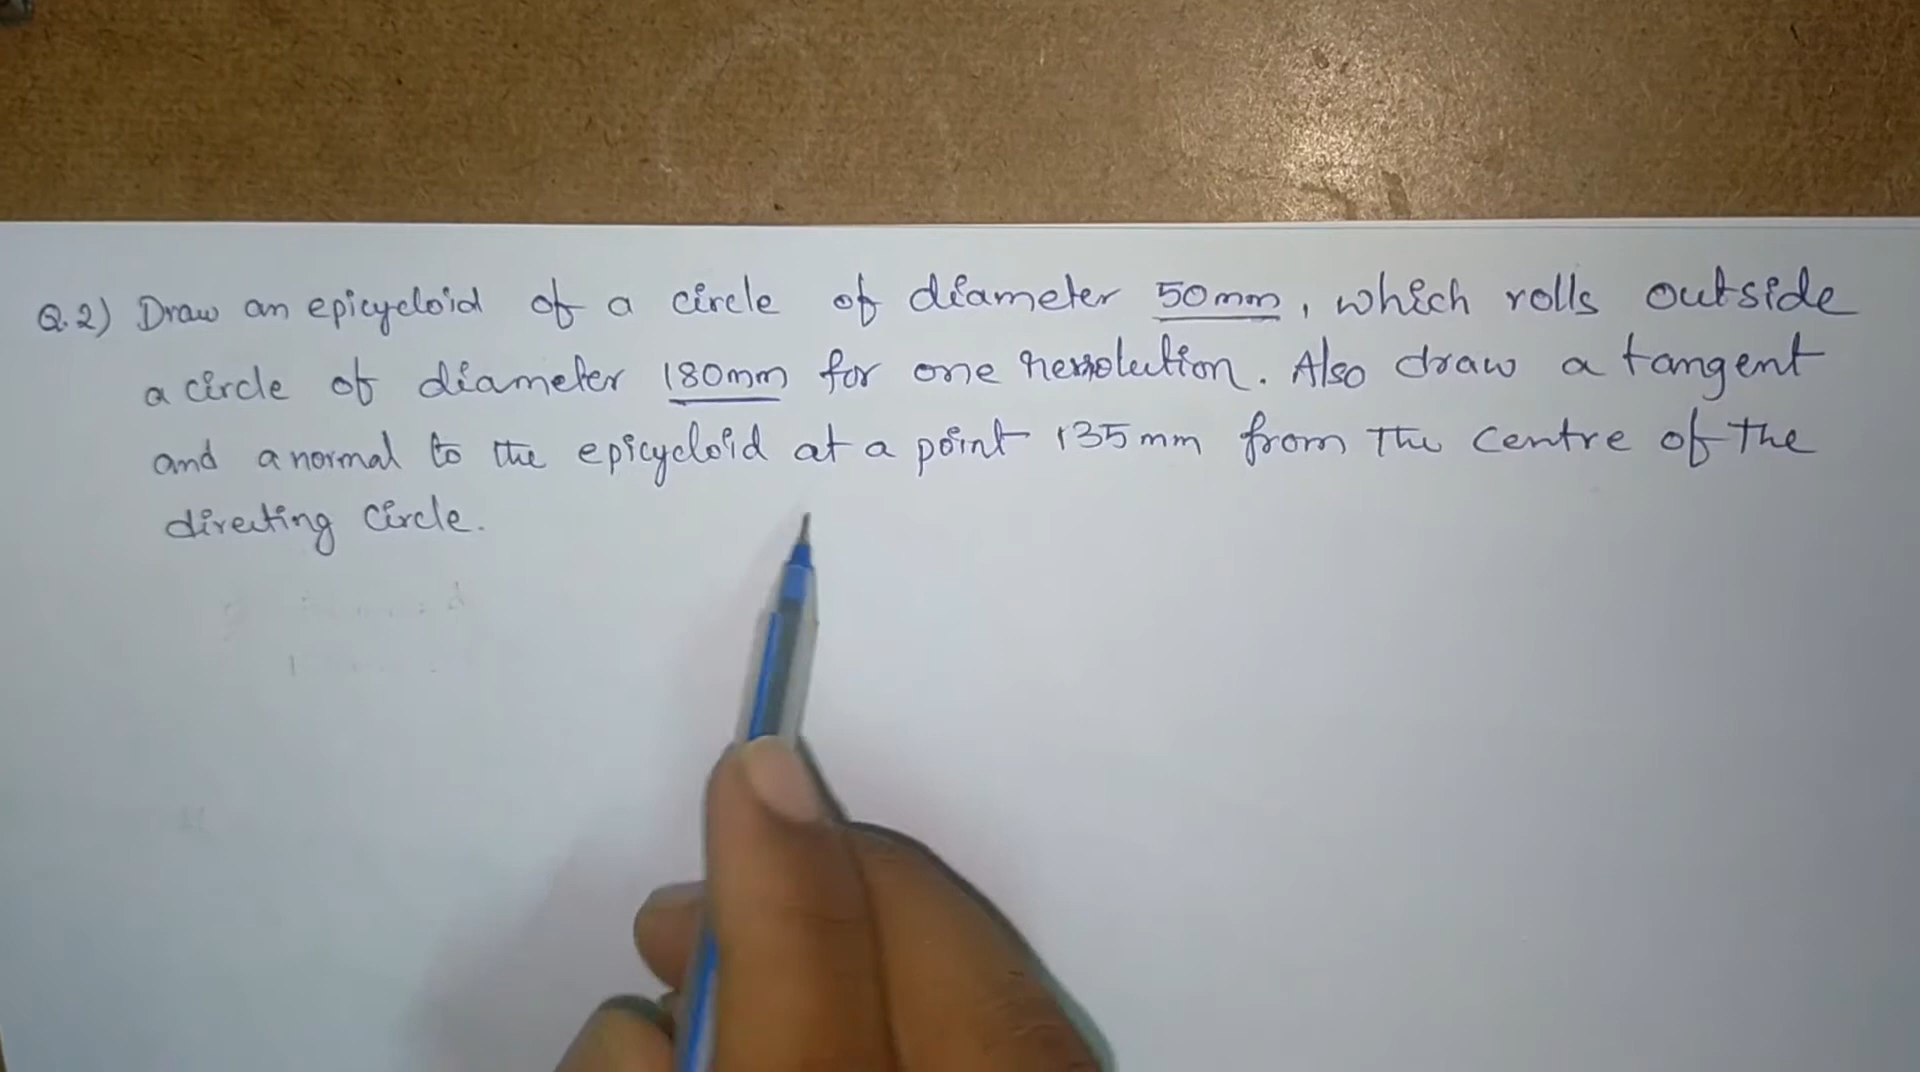 Q.2) Draw an epicycloid of a circle of diameter 50mm, which rolls outside
a circle of diameter 180mm for one revolution. Also draw a tangent
and a normal to the epicycloid at a point 135mm from the centre of the
directing circle.